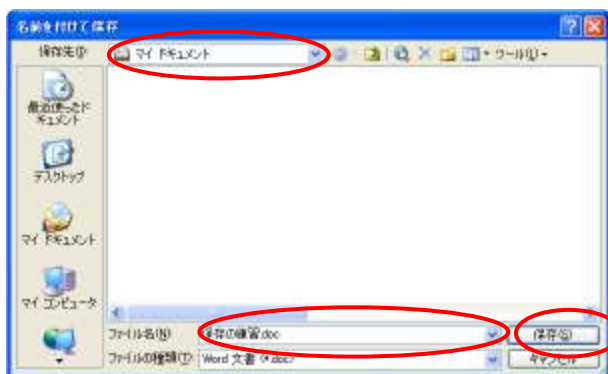 名前を付けて保存
保存先(I): マイ ドキュメント ツール(L)
最近使ったド
キュメント
デスクトップ
マイ ドキュメント
マイ コンピュータ
ファイル名(N) 保存の練習.doc 保存(S)
ファイルの種類(T): Word 文書 (*.doc) キャンセル